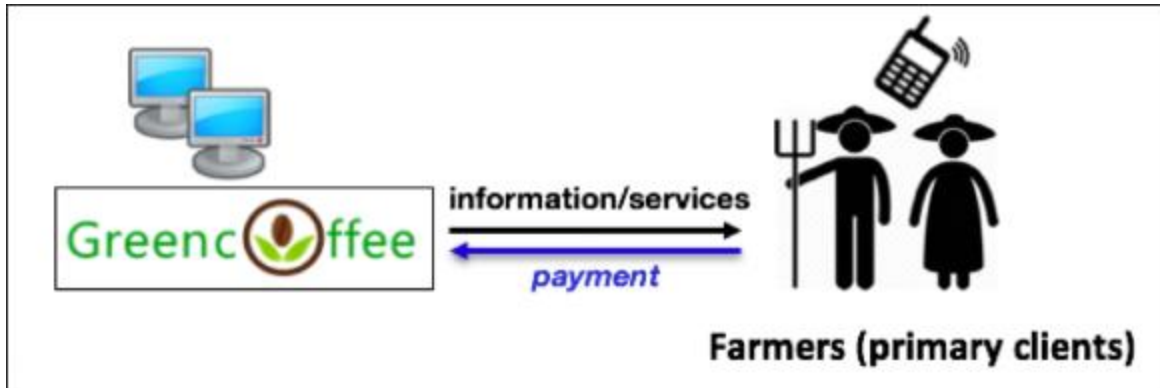 Greencoffee
information/services
payment
Farmers (primary clients)